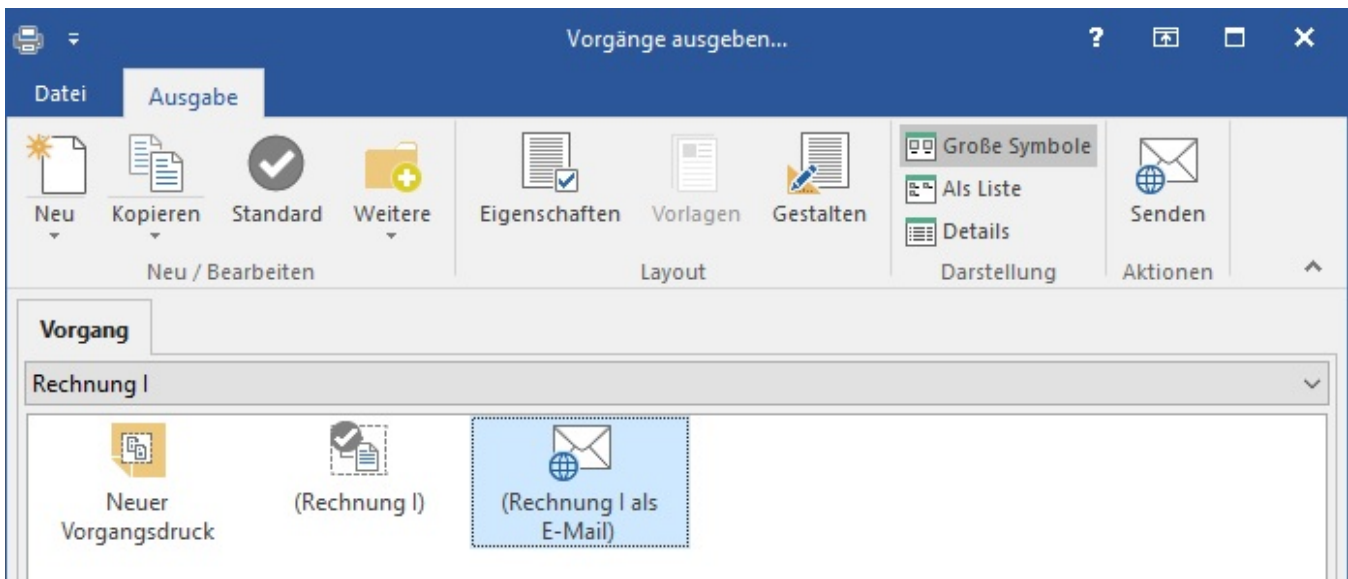 Vorgänge ausgeben...
?
Datei Ausgabe
Neu Kopieren Standard Weitere Eigenschaften Vorlagen Gestalten Große Symbole Senden
Als Liste
Details
Neu / Bearbeiten Layout Darstellung Aktionen
Vorgang
Rechnung I
Neuer (Rechnung I) (Rechnung I als
Vorgangsdruck E-Mail)